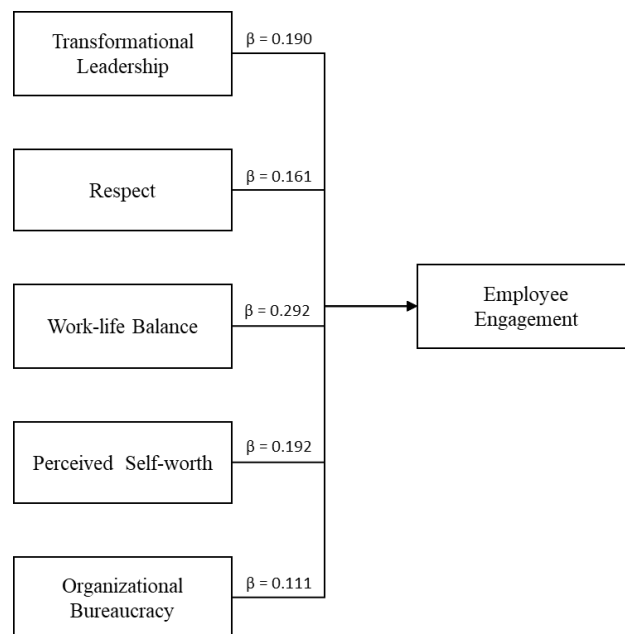 Transformational
Leadership
β = 0.190
Respect
β = 0.161
Work-life Balance
β = 0.292
Employee
Engagement
Perceived Self-worth
β = 0.192
Organizational
Bureaucracy
β = 0.111